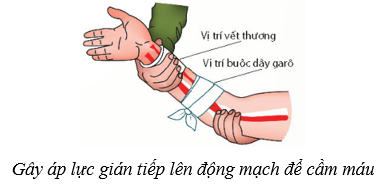 Vị trí vết thương
Vị trí buộc dây garô
Gây áp lực gián tiếp lên động mạch để cầm máu